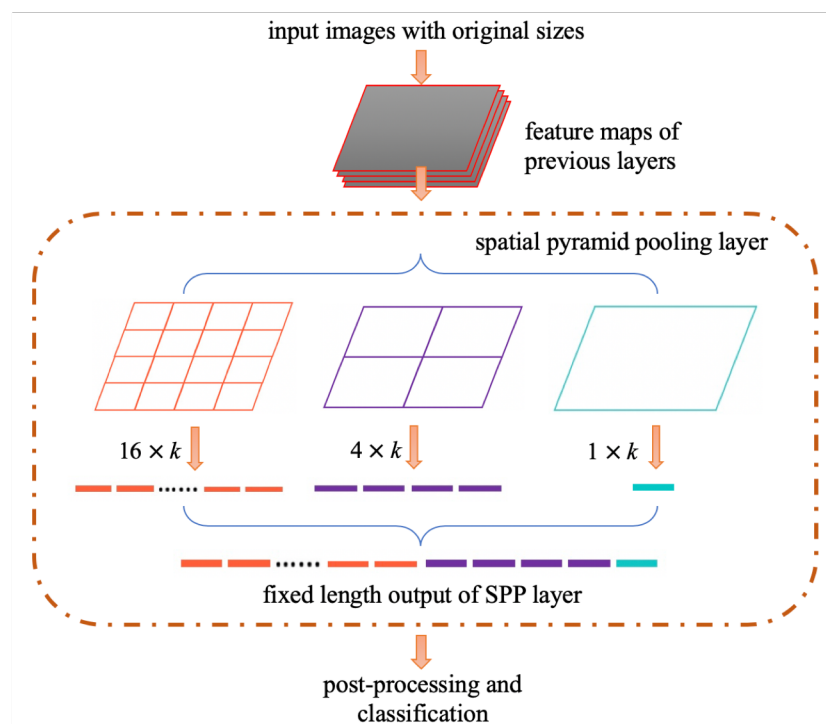 input images with original sizes
feature maps of
previous layers
spatial pyramid pooling layer
16 × k
4 × k
1 × k
fixed length output of SPP layer
post-processing and
classification